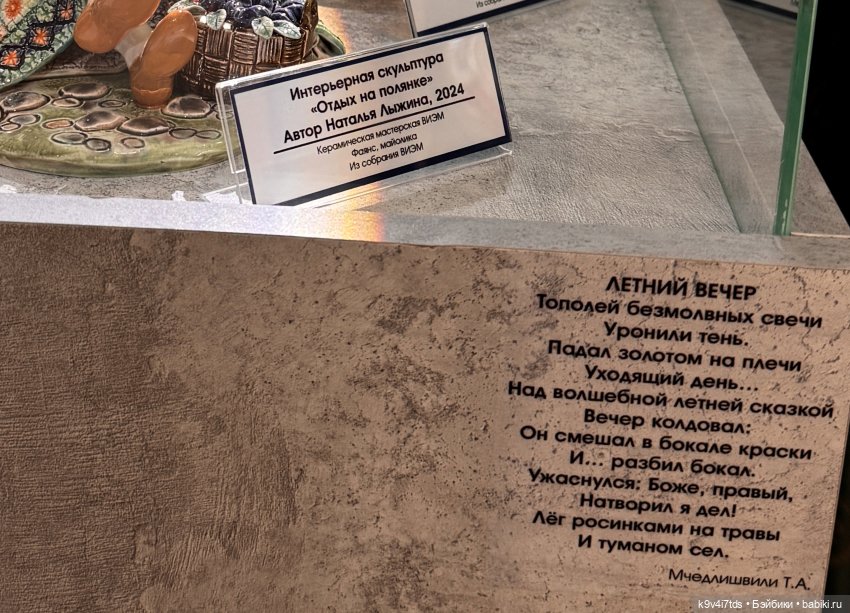 Из собрания ВИЭМ
Интерьерная скульптура
«Отдых на полянке»
Автор Наталья Лыжина, 2024
Керамическая мастерская ВИЭМ
Фаянс, майолика
Из собрания ВИЭМ
ЛЕТНИЙ ВЕЧЕР
Тополей безмолвных свечи
Уронили тень.
Падал золотом на плечи
Уходящий день...
Над волшебной летней сказкой
Вечер колдовал:
Он смешал в бокале краски
И... разбил бокал.
Ужаснулся: Боже, правый,
Натворил я дел!
Лёг росинками на травы
И туманом сел.
Мчедлишвили Т.А.
k9v4i7tds • Бэйбики • babiki.ru